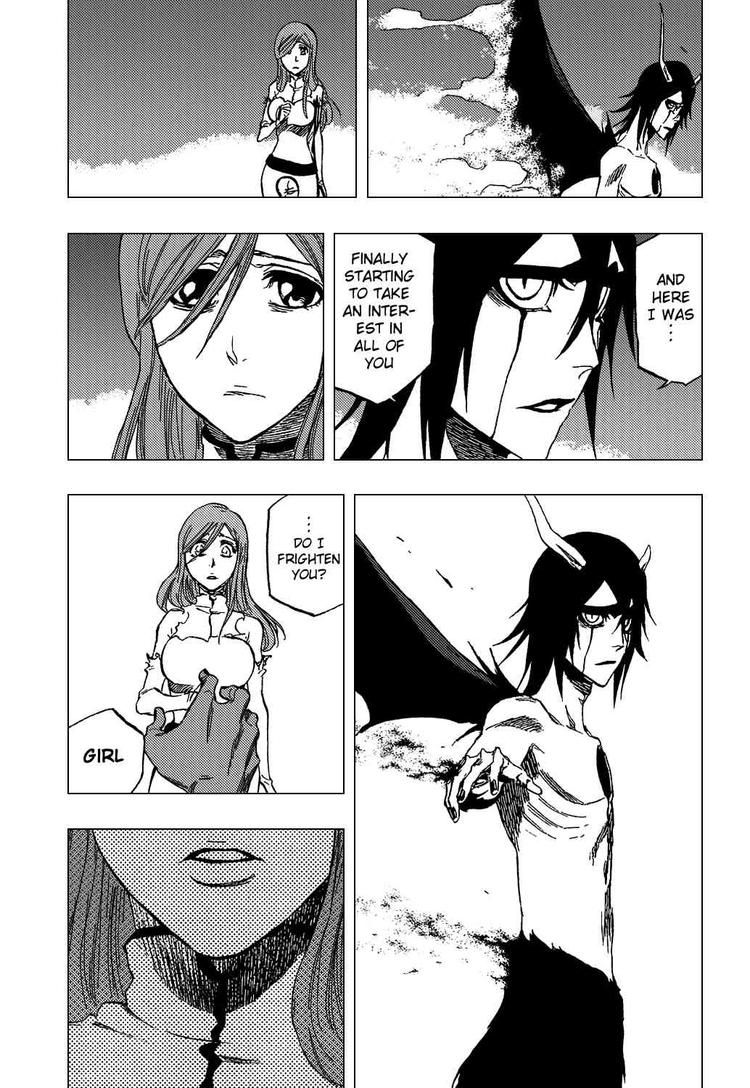 AND
HERE
I WAS
...
FINALLY
STARTING
TO TAKE
AN INTER-
EST IN
ALL OF
YOU
...
DO I
FRIGHTEN
YOU?
GIRL